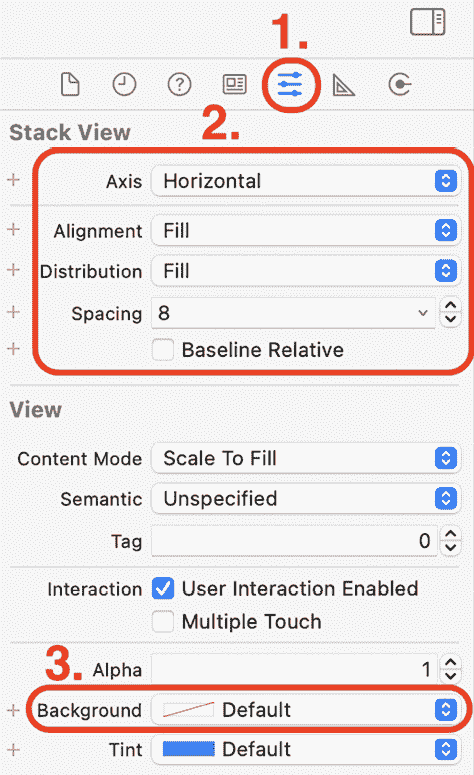 1.
?
2.
Stack View
+ Axis Horizontal
+ Alignment Fill
+ Distribution Fill
+ Spacing 8
+ Baseline Relative
View
Content Mode Scale To Fill
Semantic Unspecified
Tag 0
Interaction User Interaction Enabled
Multiple Touch
3.
Alpha 1
+ Background Default
+ Tint Default